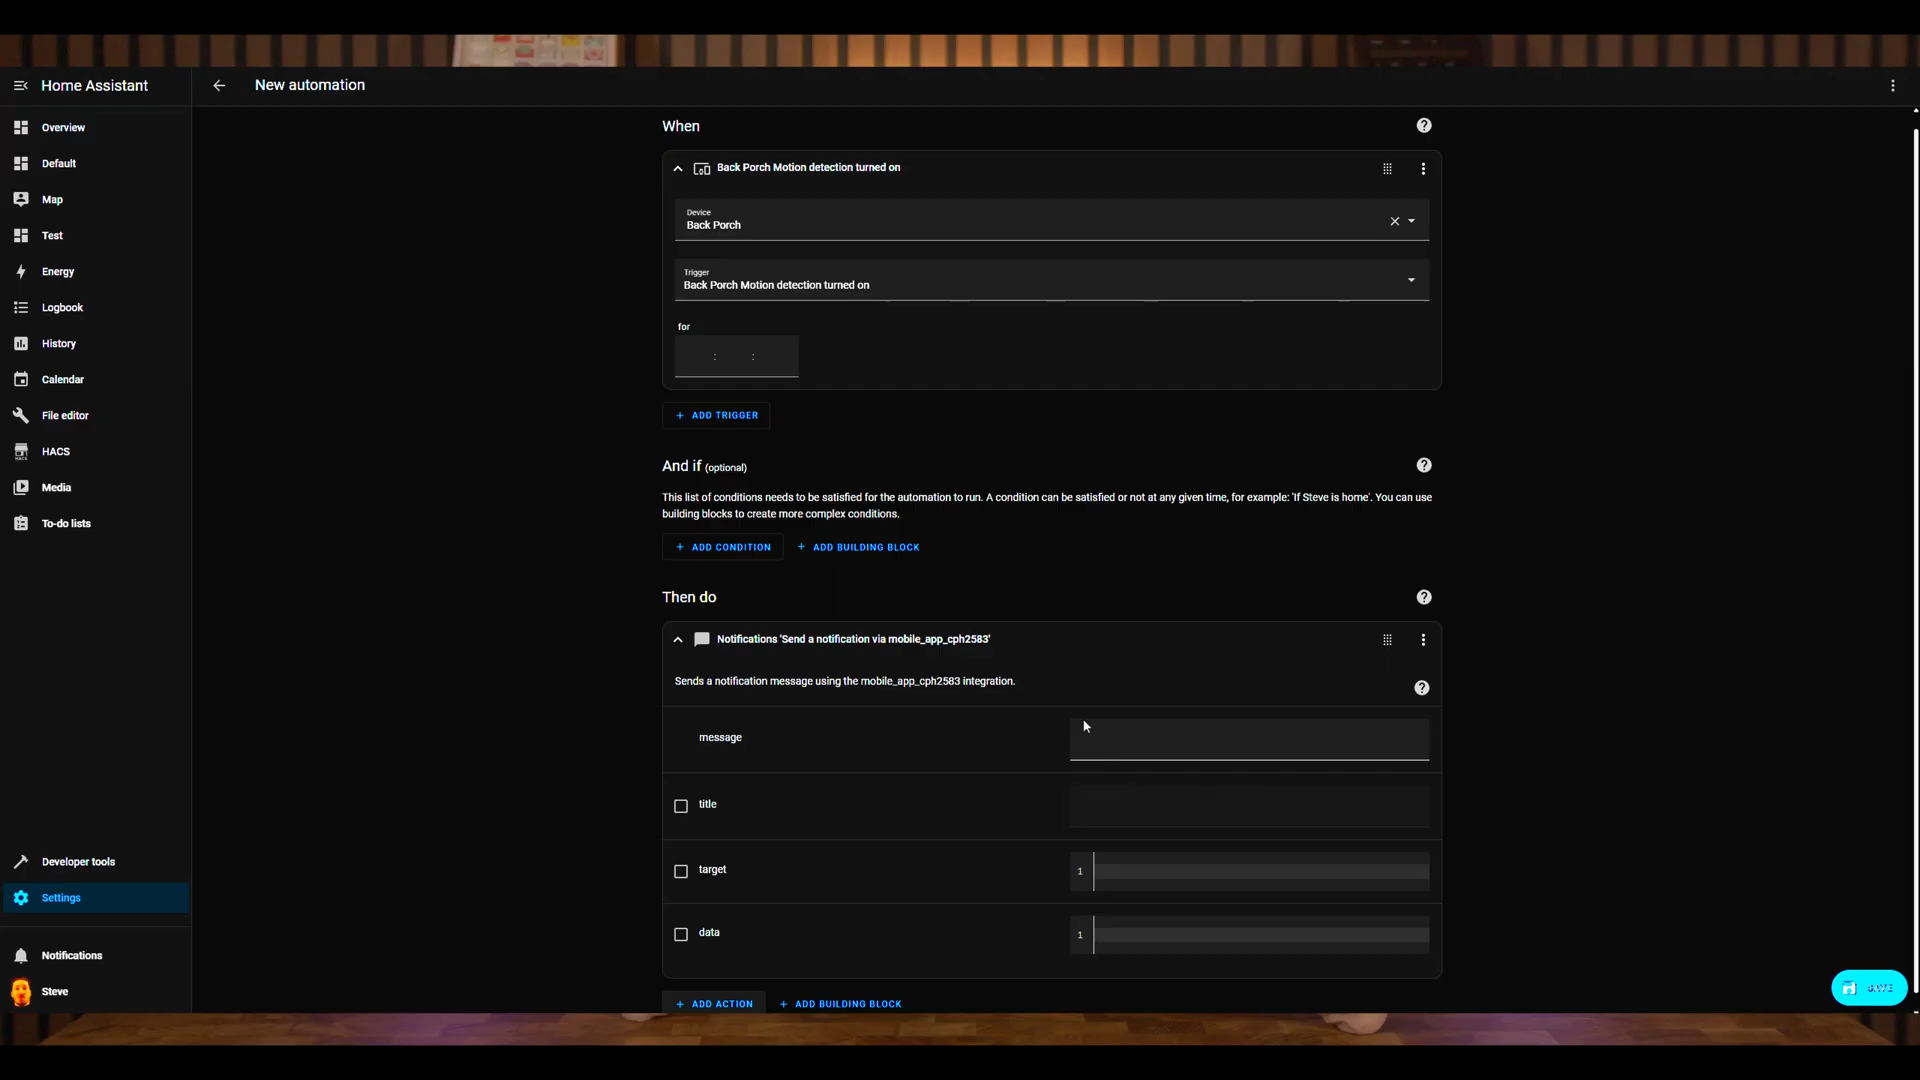 Home Assistant
New automation
Overview
Default
Map
Test
Energy
Logbook
History
Calendar
File editor
HACS
HACS
Media
To-do lists
Developer tools
Settings
Notifications
Steve
When
Back Porch Motion detection turned on
Device
Back Porch
Trigger
Back Porch Motion detection turned on
for
: :
+ ADD TRIGGER
And if (optional)
This list of conditions needs to be satisfied for the automation to run. A condition can be satisfied or not at any given time, for example: 'If Steve is home'. You can use
building blocks to create more complex conditions.
+ ADD CONDITION + ADD BUILDING BLOCK
Then do
Notifications 'Send a notification via mobile_app_cph2583'
Sends a notification message using the mobile_app_cph2583 integration.
message
title
target
1
data
1
+ ADD ACTION + ADD BUILDING BLOCK
SAVE